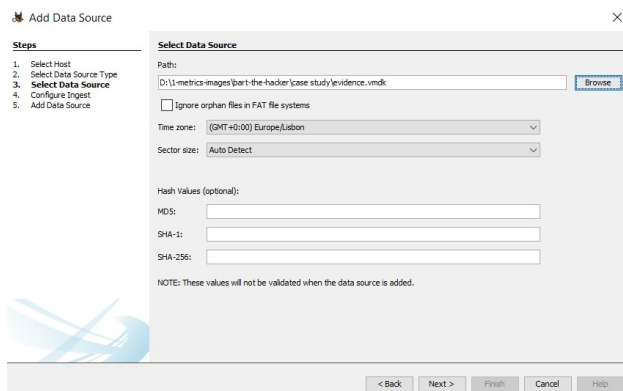 Add Data Source
Steps
1. Select Host
2. Select Data Source Type
3. Select Data Source
4. Configure Ingest
5. Add Data Source
Select Data Source
Path:
D:\1-metrics-images\bart-the-hacker\case study\evidence.vmdk
Browse
Ignore orphan files in FAT file systems
Time zone: (GMT+0:00) Europe/Lisbon
Sector size: Auto Detect
Hash Values (optional):
MD5:
SHA-1:
SHA-256:
NOTE: These values will not be validated when the data source is added.
< Back Next > Finish Cancel Help